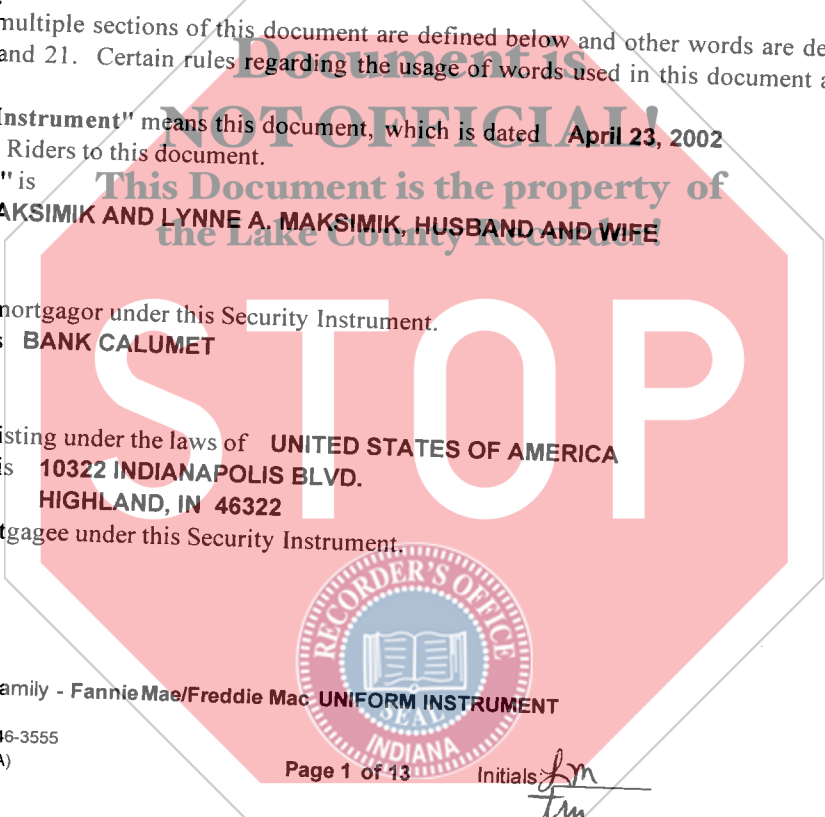 multiple sections of this document are defined below and other words are de
and 21. Certain rules regarding the usage of words used in this document a
Document is
NOT OFFICIAL!
This Document is the property of
the Lake County Recorder!
Instrument" means this document, which is dated April 23, 2002
Riders to this document.
" is
AKSIMIK AND LYNNE A. MAKSIMIK, HUSBAND AND WIFE
mortgagor under this Security Instrument.
s BANK CALUMET
STOP
isting under the laws of UNITED STATES OF AMERICA
is 10322 INDIANAPOLIS BLVD.
HIGHLAND, IN 46322
tgagee under this Security Instrument.
RECORDER'S OFFICE
SEAL
INDIANA
amily - Fannie Mae/Freddie Mac UNIFORM INSTRUMENT
46-3555
A)
Page 1 of 13 Initials: LM